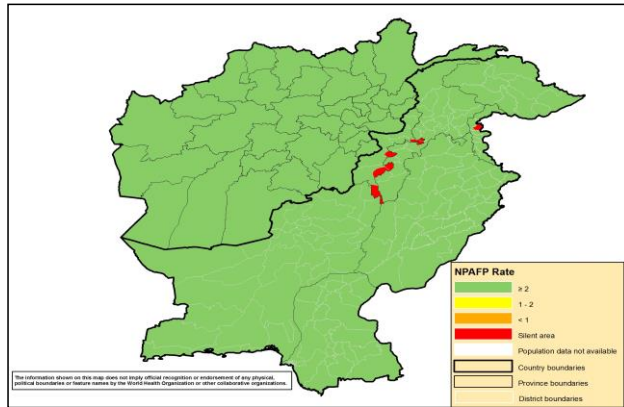 NPAFP Rate
≥ 2
1 - 2
< 1
Silent area
Population data not available
Country boundaries
Province boundaries
District boundaries
The information shown on this map does not imply official recognition or endorsement of any physical,
political boundaries or feature names by the World Health Organization or other collaborative organizations.